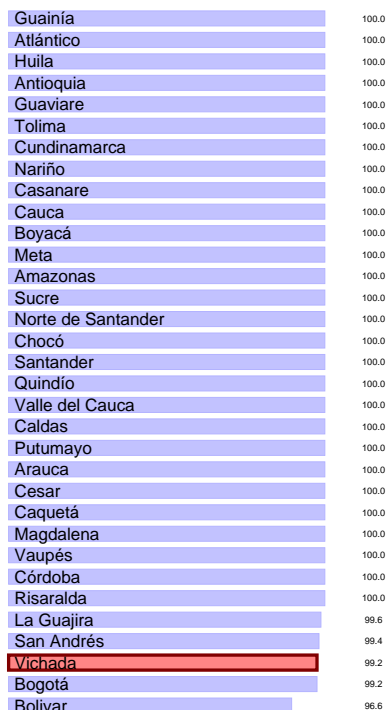 Guainía 100.0
Atlántico 100.0
Huila 100.0
Antioquia 100.0
Guaviare 100.0
Tolima 100.0
Cundinamarca 100.0
Nariño 100.0
Casanare 100.0
Cauca 100.0
Boyacá 100.0
Meta 100.0
Amazonas 100.0
Sucre 100.0
Norte de Santander 100.0
Chocó 100.0
Santander 100.0
Quindío 100.0
Valle del Cauca 100.0
Caldas 100.0
Putumayo 100.0
Arauca 100.0
Cesar 100.0
Caquetá 100.0
Magdalena 100.0
Vaupés 100.0
Córdoba 100.0
Risaralda 100.0
La Guajira 99.6
San Andrés 99.4
Vichada 99.2
Bogotá 99.2
Bolivar 96.6